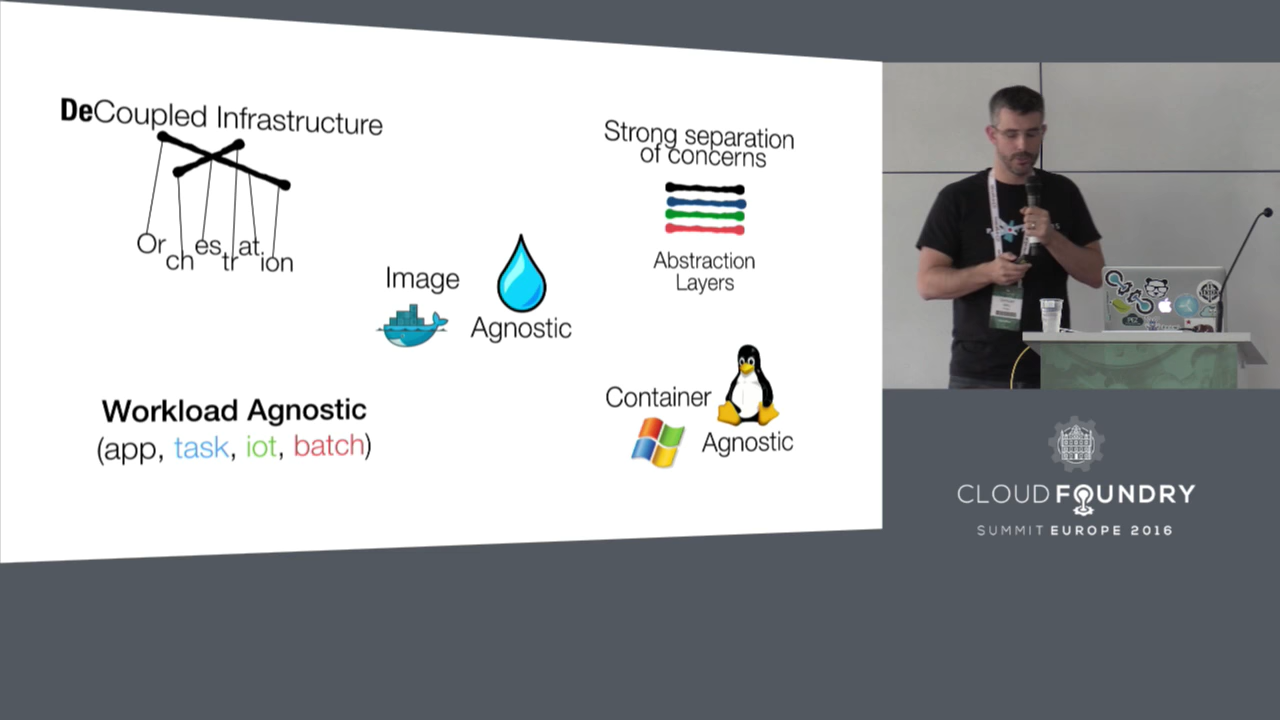 DeCoupled Infrastructure
Or ch es tr at ion
Image
Agnostic
Strong separation
of concerns
Abstraction
Layers
Workload Agnostic
(app, task, iot, batch)
Container
Agnostic
CLOUD FOUNDRY
SUMMIT EUROPE 2016